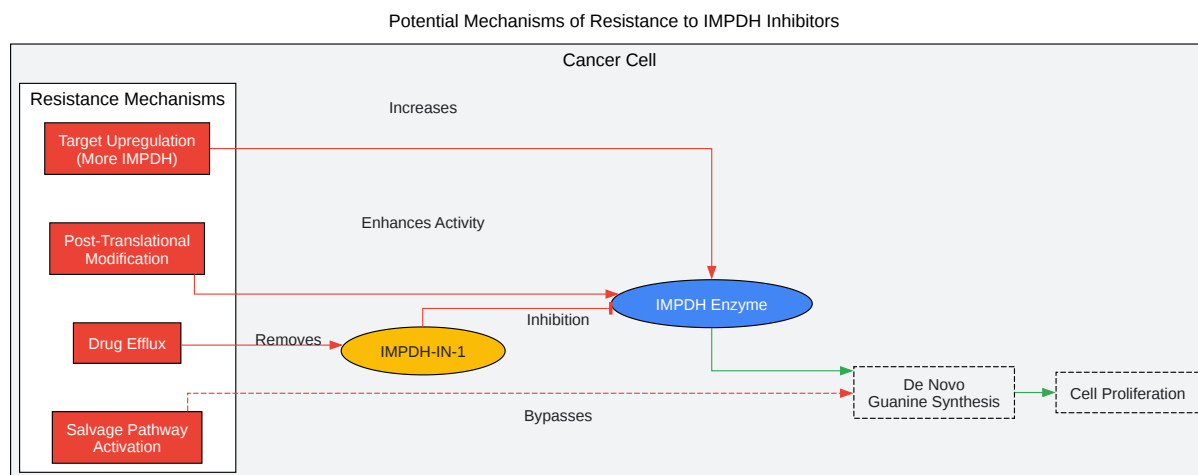 Potential Mechanisms of Resistance to IMPDH Inhibitors
Cancer Cell
Resistance Mechanisms
Target Upregulation
(More IMPDH)
Increases
Post-Translational
Modification
Enhances Activity
IMPDH Enzyme
Inhibition
Drug Efflux
Removes
IMPDH-IN-1
De Novo
Guanine Synthesis
Cell Proliferation
Salvage Pathway
Activation
Bypasses